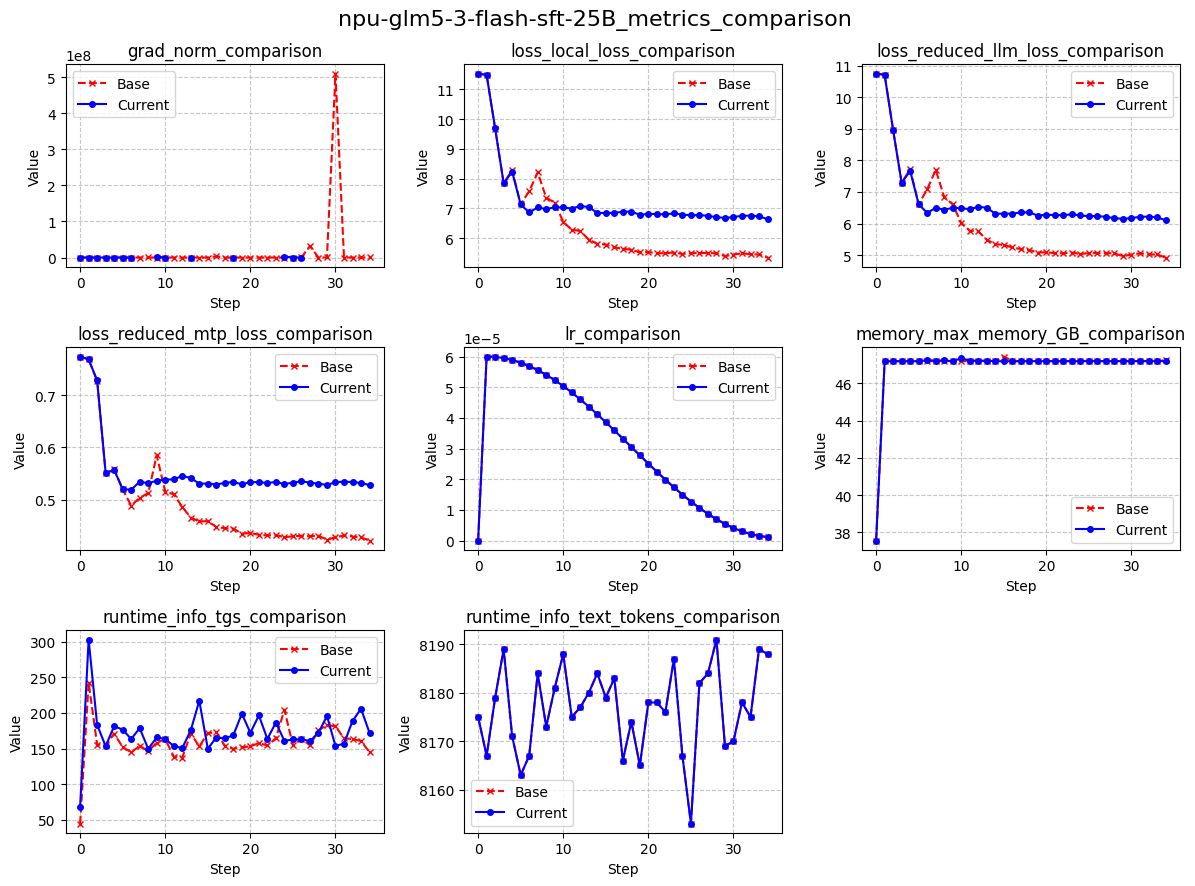 npu-glm5-3-flash-sft-25B_metrics_comparison
grad_norm_comparison
1e8
5
4
3
2
1
0
Value
0 10 20 30
Step
Base
Current
loss_local_loss_comparison
11
10
9
8
7
6
Value
0 10 20 30
Step
Base
Current
loss_reduced_llm_loss_comparison
11
10
9
8
7
6
5
Value
0 10 20 30
Step
Base
Current
loss_reduced_mtp_loss_comparison
0.7
0.6
0.5
Value
0 10 20 30
Step
Base
Current
lr_comparison
1e−5
6
5
4
3
2
1
0
Value
0 10 20 30
Step
Base
Current
memory_max_memory_GB_comparison
46
44
42
40
38
Value
0 10 20 30
Step
Base
Current
runtime_info_tgs_comparison
300
250
200
150
100
50
Value
0 10 20 30
Step
Base
Current
runtime_info_text_tokens_comparison
8190
8180
8170
8160
Value
0 10 20 30
Step
Base
Current